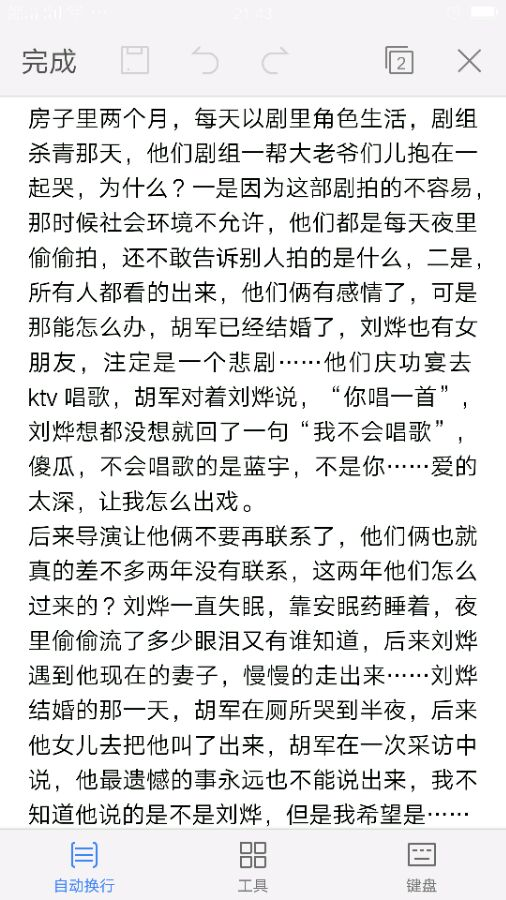 21:43
完成
2
房子里两个月，每天以剧里角色生活，剧组
杀青那天，他们剧组一帮大老爷们儿抱在一
起哭，为什么？一是因为这部剧拍的不容易，
那时候社会环境不允许，他们都是每天夜里
偷偷拍，还不敢告诉别人拍的是什么，二是，
所有人都看的出来，他们俩有感情了，可是
那能怎么办，胡军已经结婚了，刘烨也有女
朋友，注定是一个悲剧……他们庆功宴去
ktv 唱歌，胡军对着刘烨说，“你唱一首”，
刘烨想都没想就回了一句“我不会唱歌”，
傻瓜，不会唱歌的是蓝宇，不是你……爱的
太深，让我怎么出戏。
后来导演让他俩不要再联系了，他们俩也就
真的差不多两年没有联系，这两年他们怎么
过来的？刘烨一直失眠，靠安眠药睡着，夜
里偷偷流了多少眼泪又有谁知道，后来刘烨
遇到他现在的妻子，慢慢的走出来……刘烨
结婚的那一天，胡军在厕所哭到半夜，后来
他女儿去把他叫了出来，胡军在一次采访中
说，他最遗憾的事永远也不能说出来，我不
知道他说的是不是刘烨，但是我希望是……
自动换行
工具
键盘